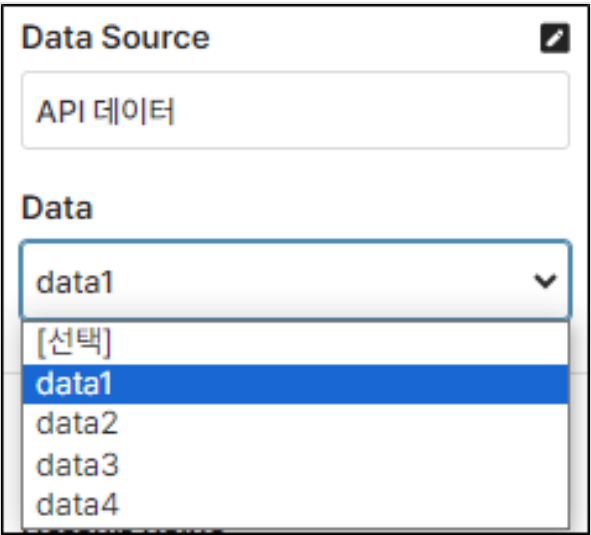 Data Source
API 데이터
Data
data1
[선택]
data1
data2
data3
data4